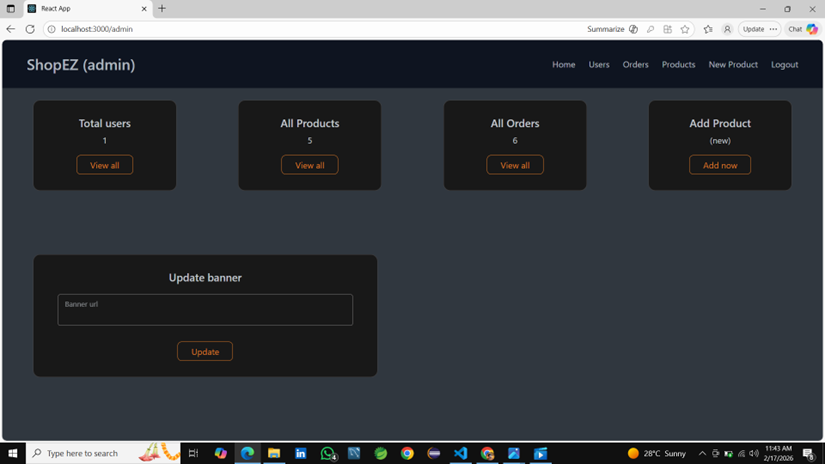 React App
localhost:3000/admin
Summarize
Update
Chat
ShopEZ (admin)
Home Users Orders Products New Product Logout
Total users
1
View all
All Products
5
View all
All Orders
6
View all
Add Product
(new)
Add now
Update banner
Banner url
Update
Type here to search
4
28°C Sunny
11:43 AM
2/17/2026
8